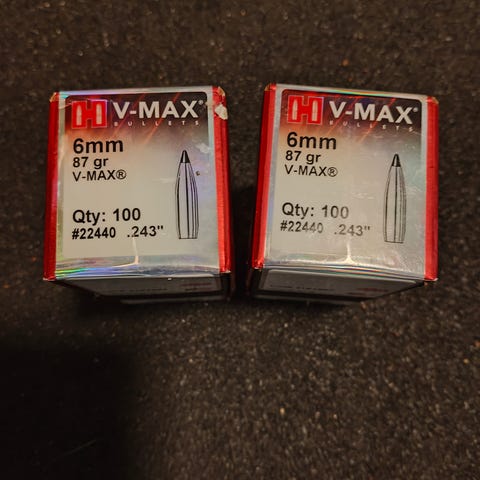 H V-MAX®
BULLETS
6mm
87 gr
V-MAX®
Qty: 100
#22440 .243"
H V-MAX®
BULLETS
6mm
87 gr
V-MAX®
Qty: 100
#22440 .243"